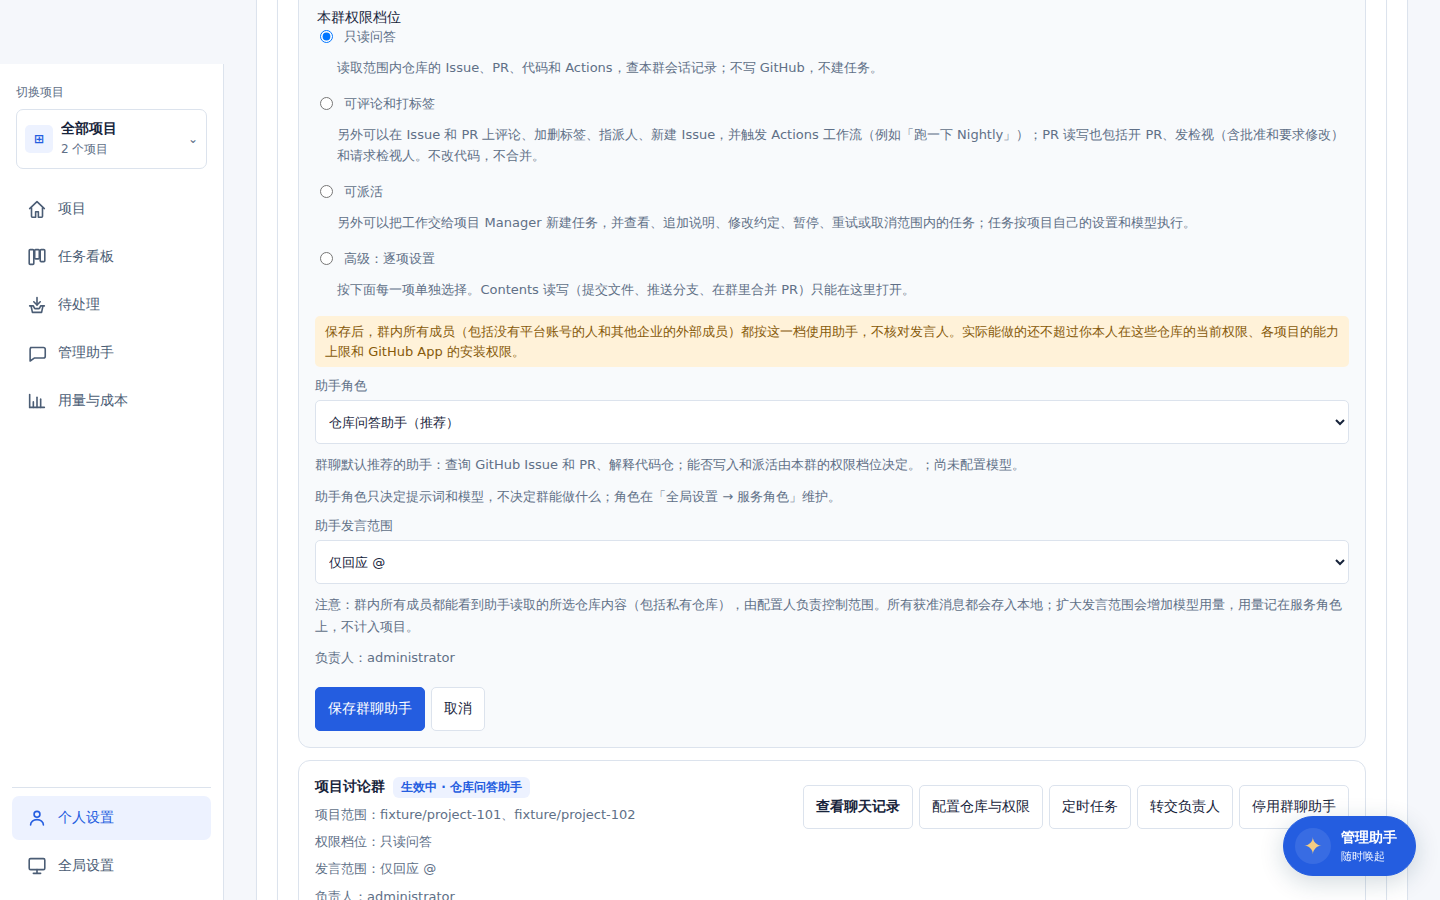 本群权限档位
只读问答
读取范围内仓库的 Issue、PR、代码和 Actions，查本群会话记录；不写 GitHub，不建任务。
可评论和打标签
另外可以在 Issue 和 PR 上评论、加删标签、指派人、新建 Issue，并触发 Actions 工作流（例如「跑一下 Nightly」）；PR 读写也包括开 PR、发检视（含批准和要求修改）
和请求检视人。不改代码，不合并。
可派活
另外可以把工作交给项目 Manager 新建任务，并查看、追加说明、修改约定、暂停、重试或取消范围内的任务；任务按项目自己的设置和模型执行。
高级：逐项设置
按下面每一项单独选择。Contents 读写（提交文件、推送分支、在群里合并 PR）只能在这里打开。
保存后，群内所有成员（包括没有平台账号的人和其他企业的外部成员）都按这一档使用助手，不核对发言人。实际能做的还不超过你本人在这些仓库的当前权限、各项目的能力
上限和 GitHub App 的安装权限。
助手角色
仓库问答助手（推荐）
群聊默认推荐的助手：查询 GitHub Issue 和 PR、解释代码仓；能否写入和派活由本群的权限档位决定。；尚未配置模型。
助手角色只决定提示词和模型，不决定群能做什么；角色在「全局设置 → 服务角色」维护。
助手发言范围
仅回应 @
注意：群内所有成员都能看到助手读取的所选仓库内容（包括私有仓库），由配置人负责控制范围。所有获准消息都会存入本地；扩大发言范围会增加模型用量，用量记在服务角色
上，不计入项目。
负责人：administrator
保存群聊助手
取消
项目讨论群
生效中 · 仓库问答助手
项目范围：fixture/project-101、fixture/project-102
权限档位：只读问答
发言范围：仅回应 @
负责人：administrator
查看聊天记录
配置仓库与权限
定时任务
转交负责人
停用群聊助手
切换项目
全部项目
2 个项目
项目
任务看板
待处理
管理助手
用量与成本
个人设置
全局设置
管理助手
随时唤起